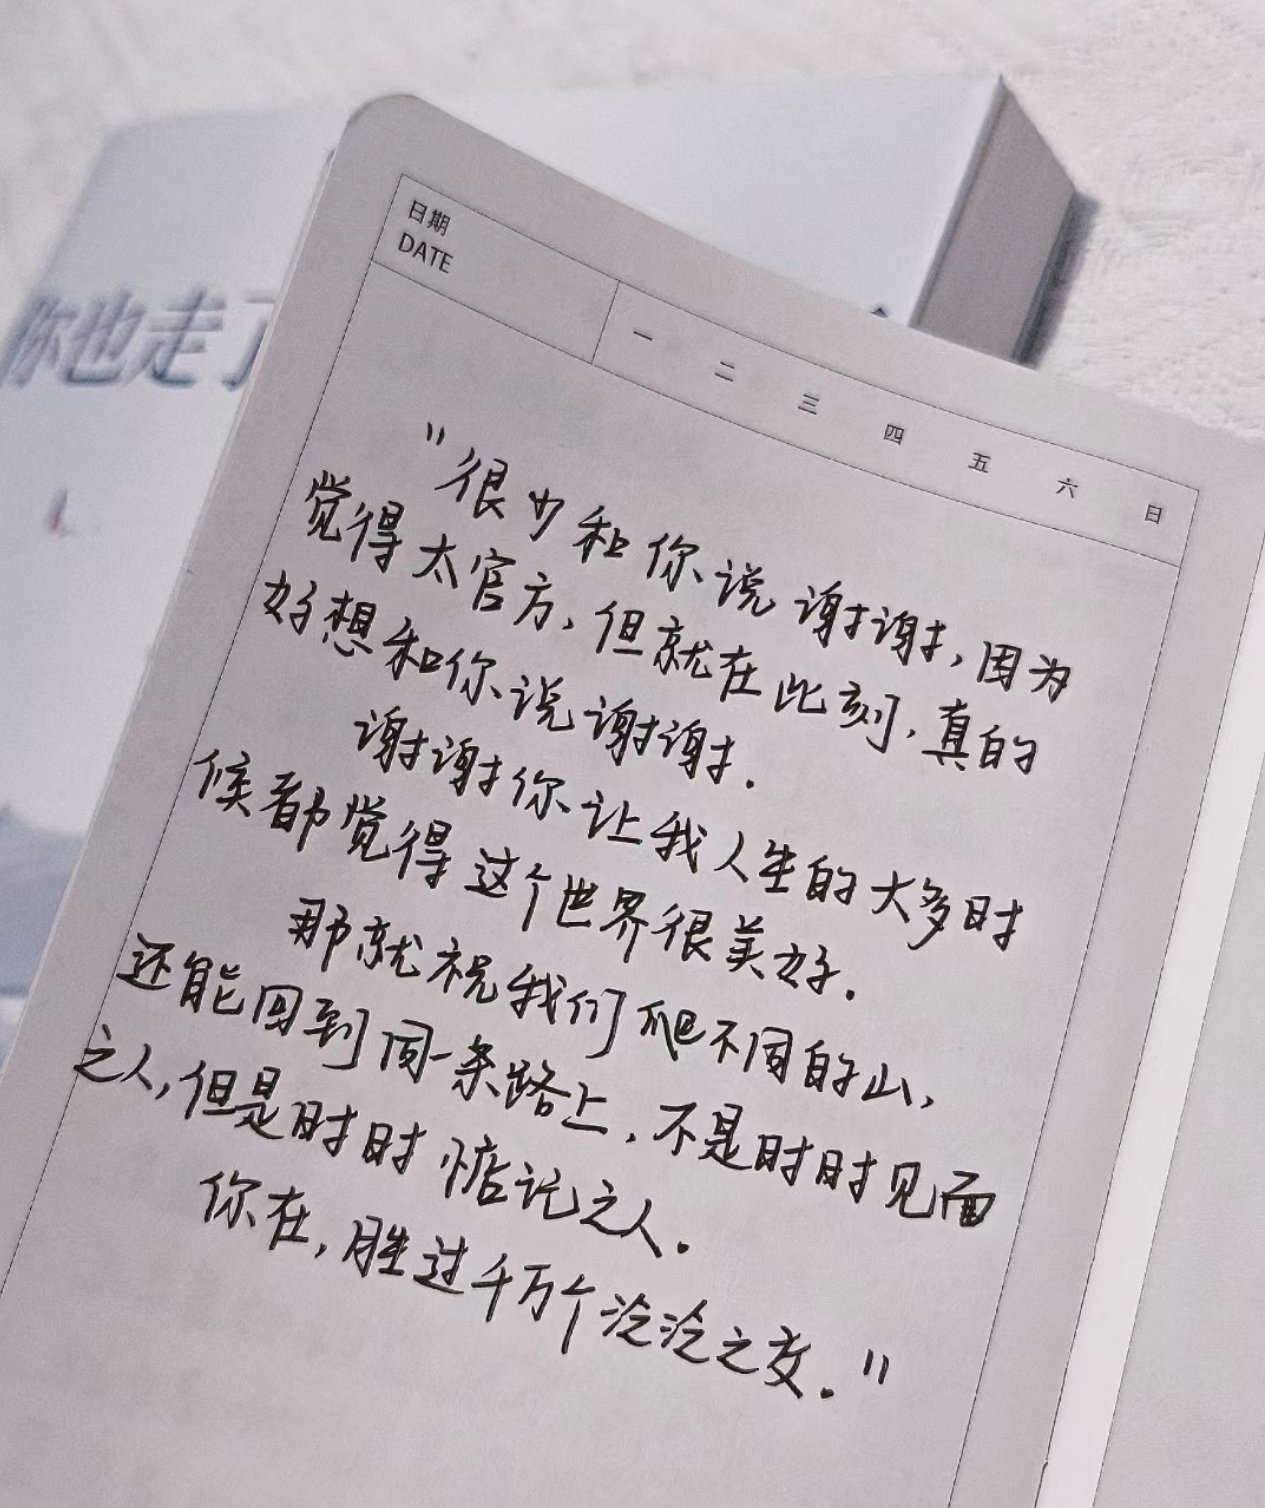 你也走了
日期
DATE
一 二 三 四 五 六 日
"很少和你说谢谢,因为
觉得太官方,但就在此刻,真的
好想和你说谢谢.
谢谢你让我人生的大多时
候都觉得这个世界很美好.
那就祝我们爬不同的山,
还能回到同一条路上,不是时时见面
之人,但是时时惦记之人.
你在,胜过千万个泛泛之交."